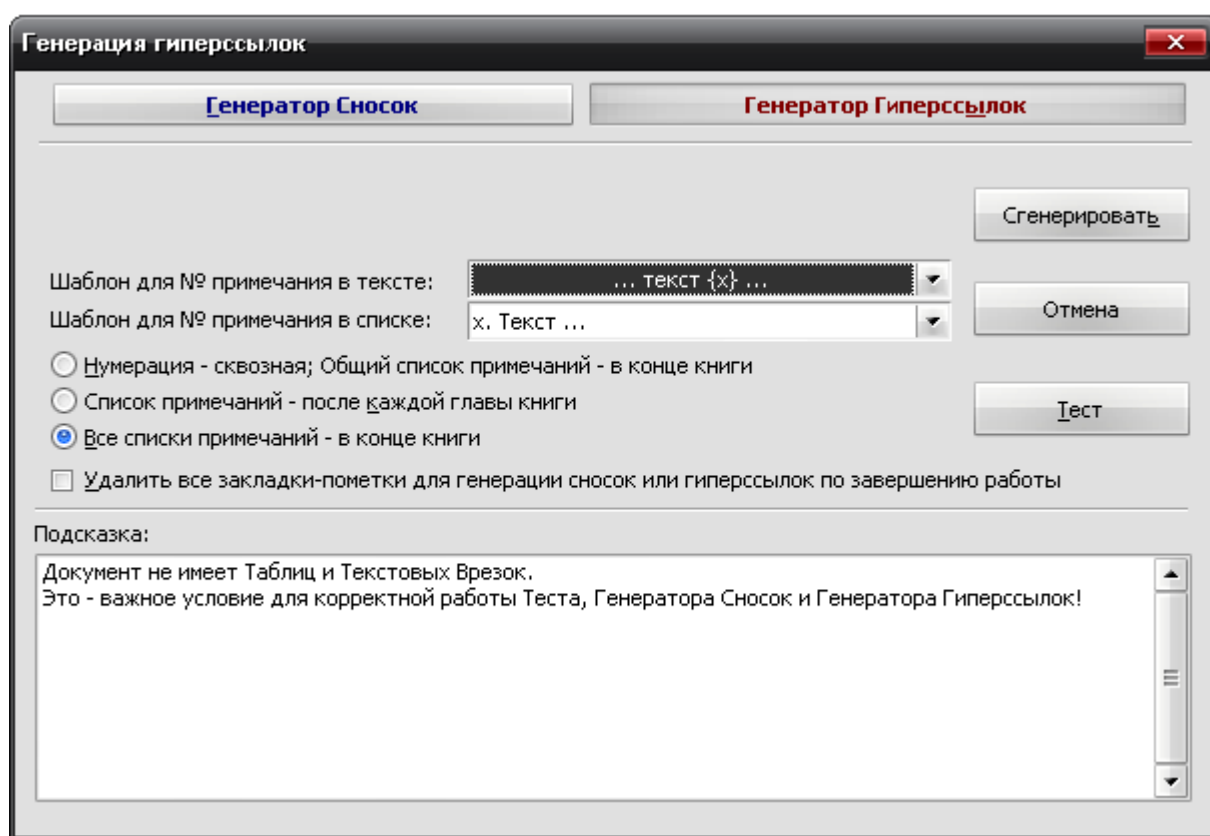 Генерация гиперссылок
Генератор Сносок
Генератор Гиперссылок
Сгенерировать
Шаблон для № примечания в тексте:
... текст {x} ...
Шаблон для № примечания в списке:
x. Текст ...
Отмена
Нумерация - сквозная; Общий список примечаний - в конце книги
Список примечаний - после каждой главы книги
Тест
Все списки примечаний - в конце книги
Удалить все закладки-пометки для генерации сносок или гиперссылок по завершению работы
Подсказка:
Документ не имеет Таблиц и Текстовых Врезок.
Это - важное условие для корректной работы Теста, Генератора Сносок и Генератора Гиперссылок!